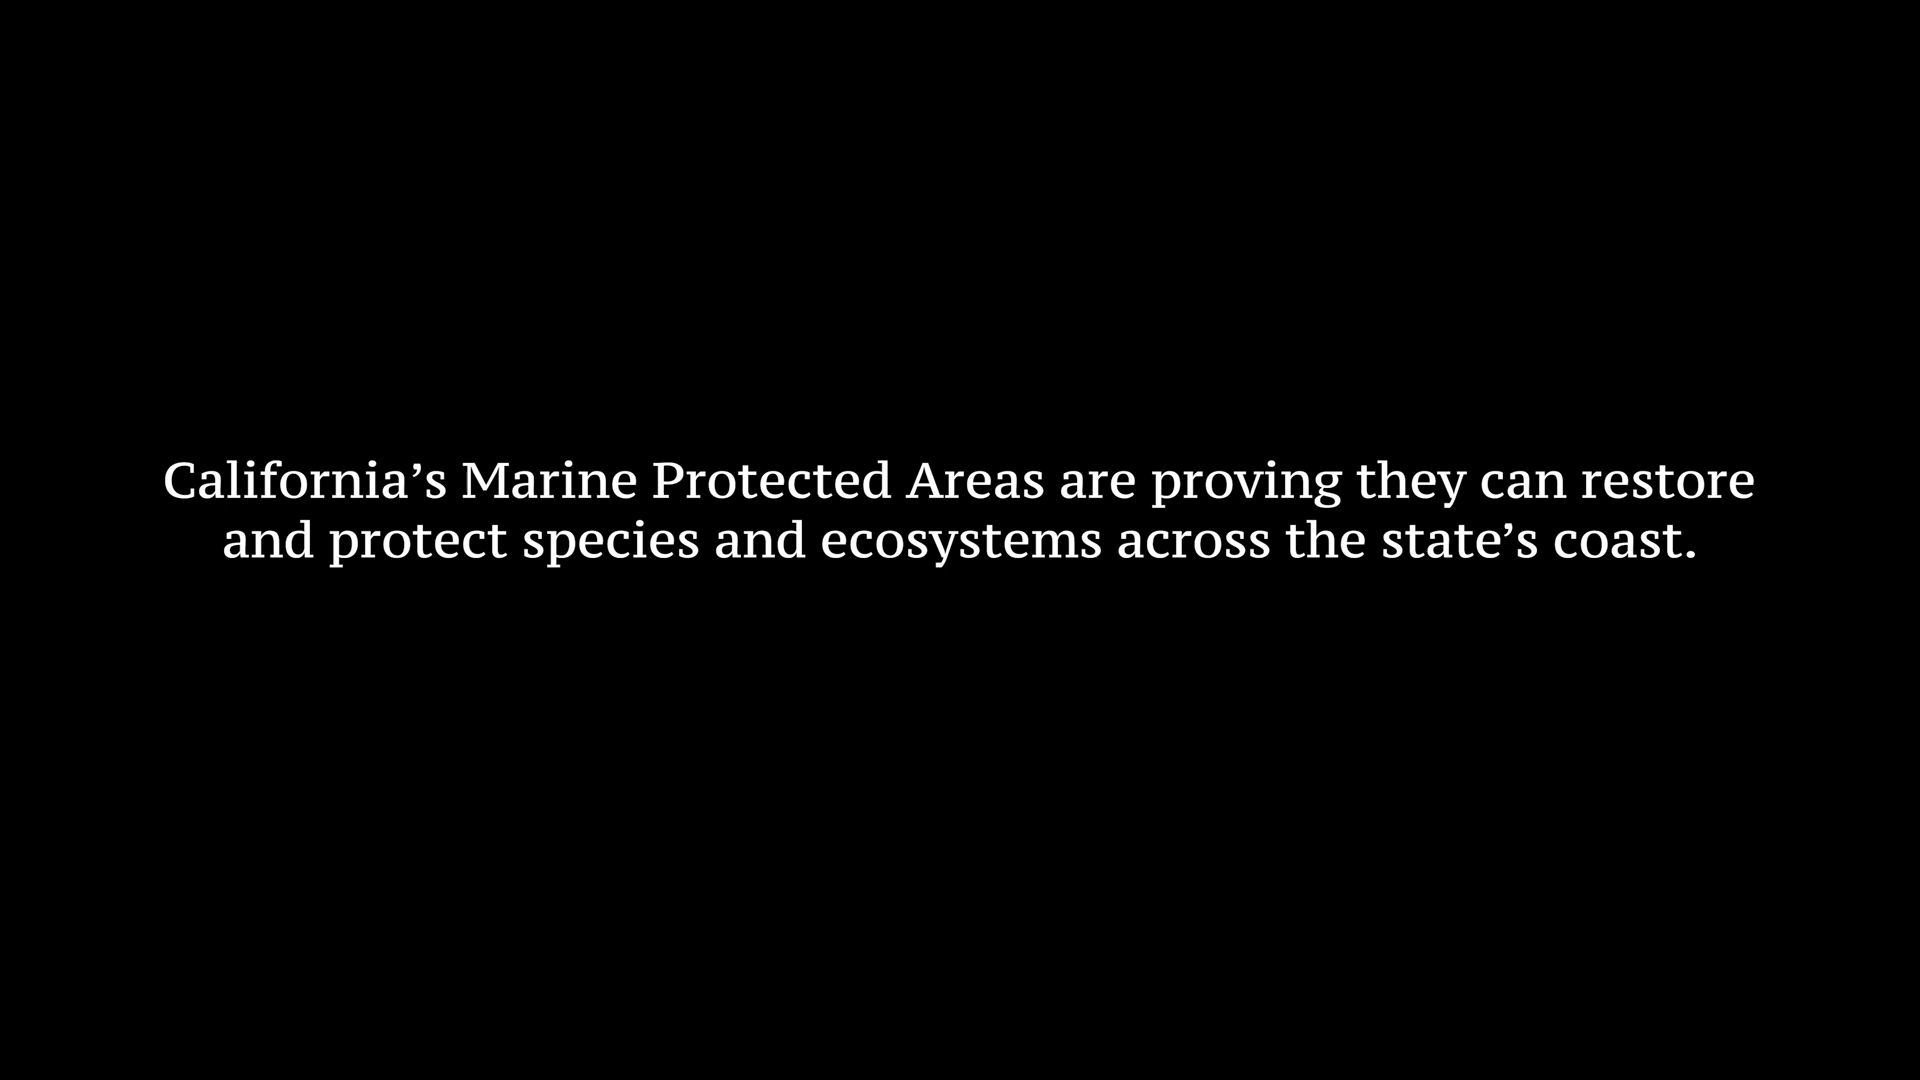 California’s Marine Protected Areas are proving they can restore
and protect species and ecosystems across the state’s coast.